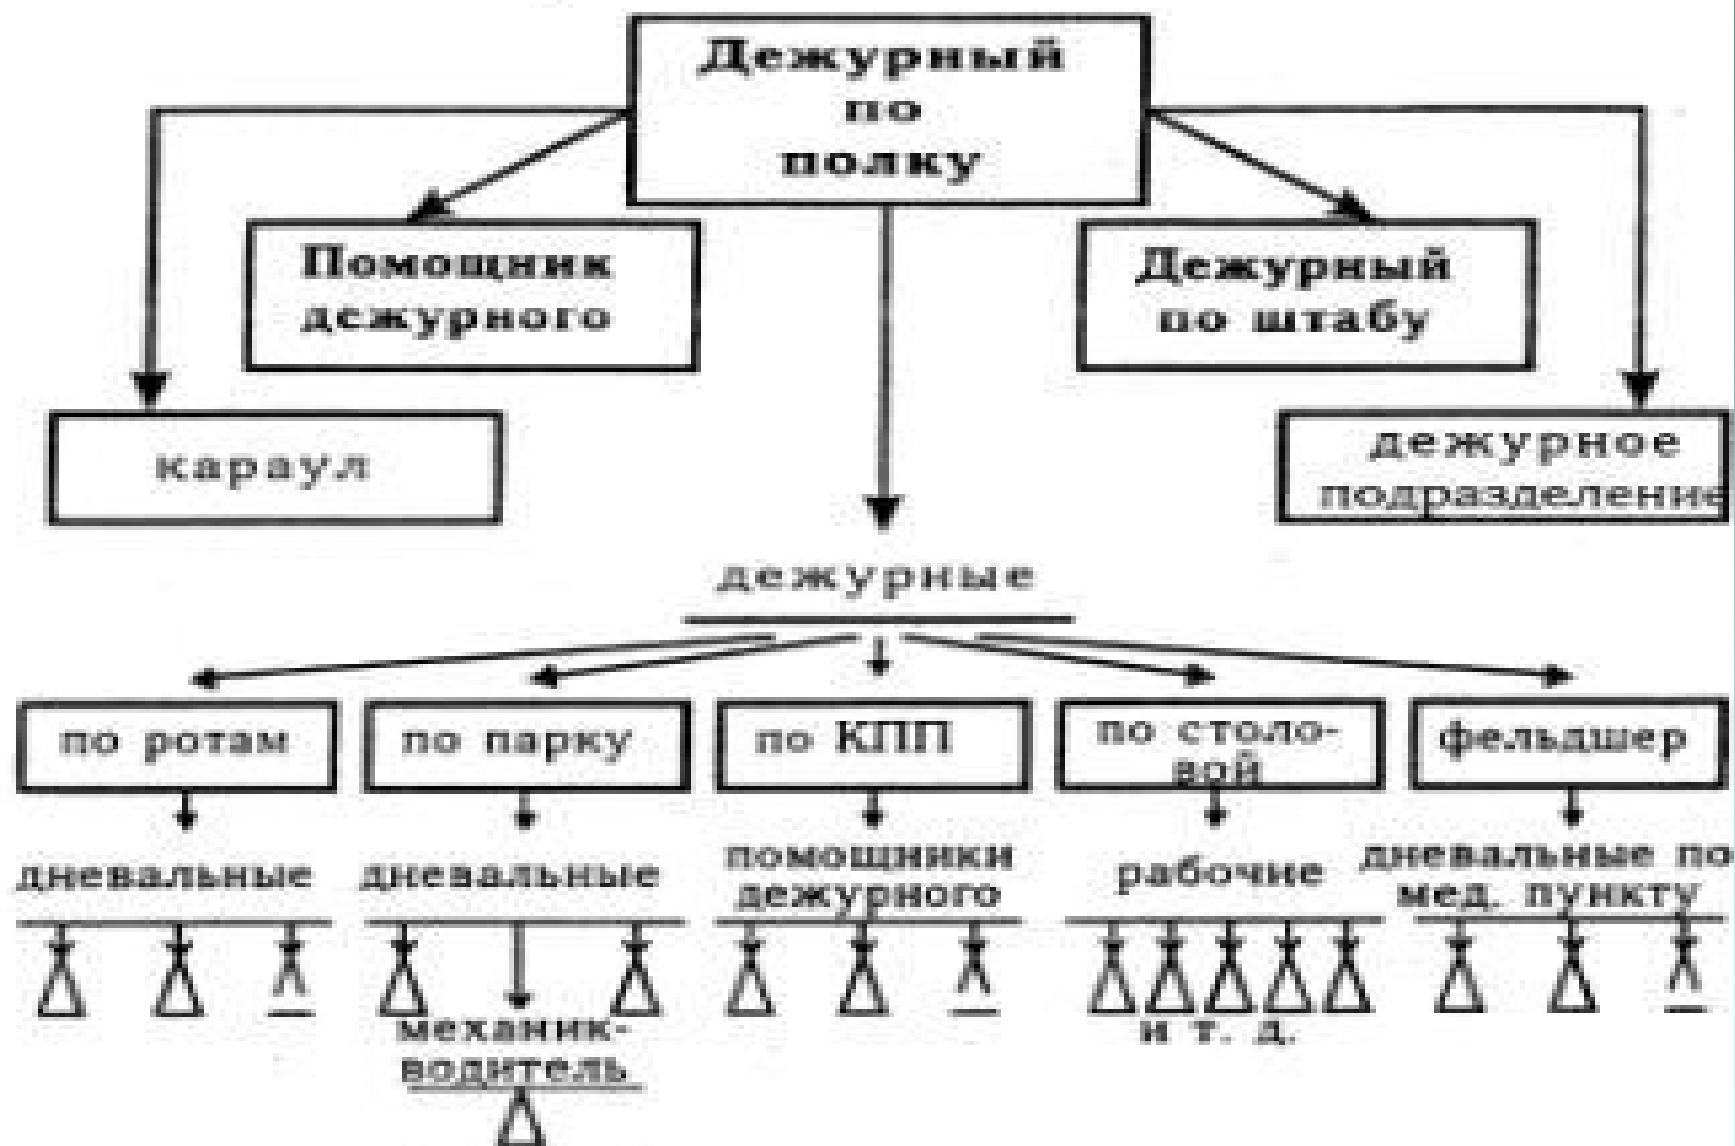 Дежурный
по
полку
Помощник
дежурного
Дежурный
по штабу
караул
дежурное
подразделение
дежурные
по ротам
по парку
по КПП
по столо-
вой
фельдшер
дневальные
дневальные
помощники
дежурного
рабочие
дневальные по
мед. пункту
и т. д.
механик-
водитель